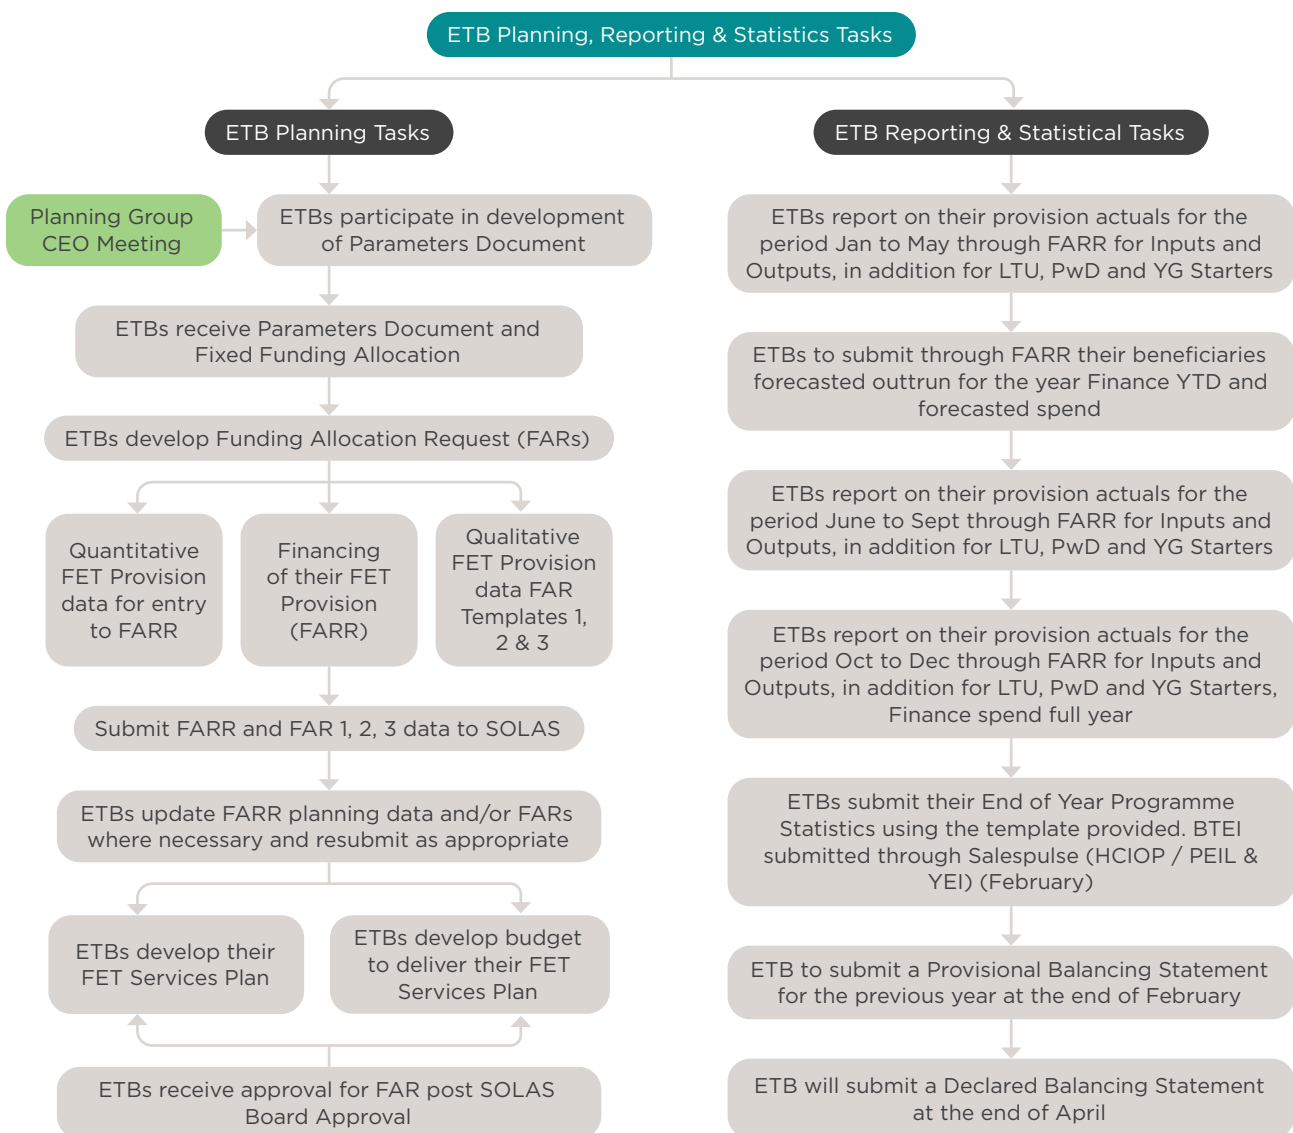 ETB Planning, Reporting & Statistics Tasks
ETB Planning Tasks
Planning Group
CEO Meeting
ETBs participate in development
of Parameters Document
ETBs receive Parameters Document and
Fixed Funding Allocation
ETBs develop Funding Allocation Request (FARs)
Quantitative
FET Provision
data for entry
to FARR
Financing
of their FET
Provision
(FARR)
Qualitative
FET Provision
data FAR
Templates 1,
2 & 3
Submit FARR and FAR 1, 2, 3 data to SOLAS
ETBs update FARR planning data and/or FARs
where necessary and resubmit as appropriate
ETBs develop their
FET Services Plan
ETBs develop budget
to deliver their FET
Services Plan
ETBs receive approval for FAR post SOLAS
Board Approval
ETB Reporting & Statistical Tasks
ETBs report on their provision actuals for the
period Jan to May through FARR for Inputs and
Outputs, in addition for LTU, PwD and YG Starters
ETBs to submit through FARR their beneficiaries
forecasted outtrun for the year Finance YTD and
forecasted spend
ETBs report on their provision actuals for the
period June to Sept through FARR for Inputs and
Outputs, in addition for LTU, PwD and YG Starters
ETBs report on their provision actuals for the
period Oct to Dec through FARR for Inputs and
Outputs, in addition for LTU, PwD and YG Starters,
Finance spend full year
ETBs submit their End of Year Programme
Statistics using the template provided. BTEI
submitted through Salespulse (HCIOP / PEIL &
YEI) (February)
ETB to submit a Provisional Balancing Statement
for the previous year at the end of February
ETB will submit a Declared Balancing Statement
at the end of April